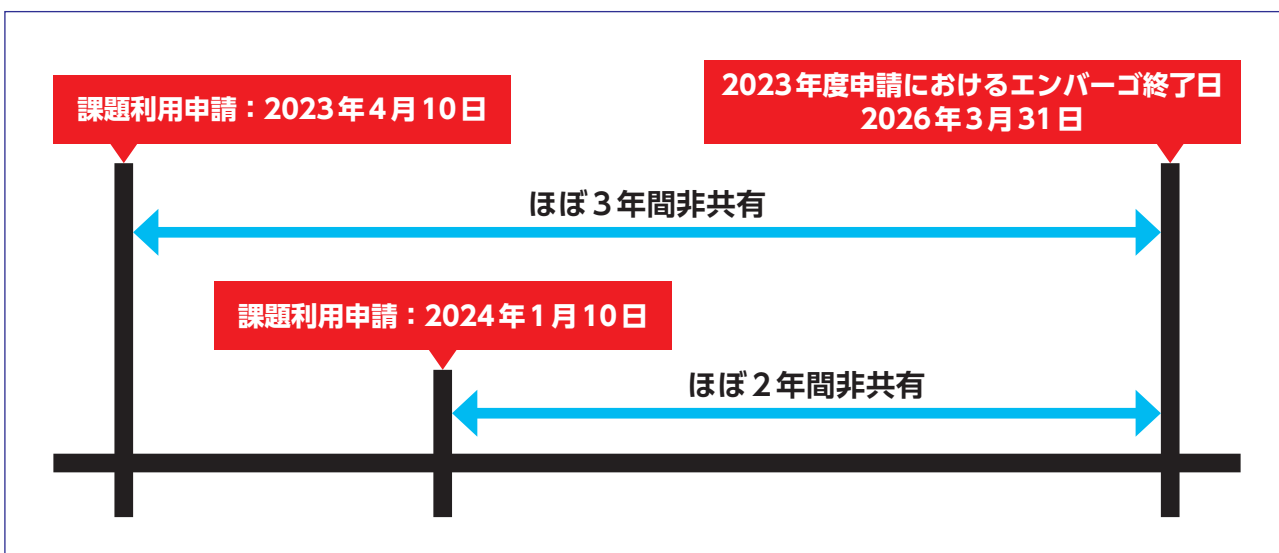 課題利用申請：2023年4月10日
2023年度申請におけるエンバーゴ終了日
2026年3月31日
ほぼ3年間非共有
課題利用申請：2024年1月10日
ほぼ2年間非共有